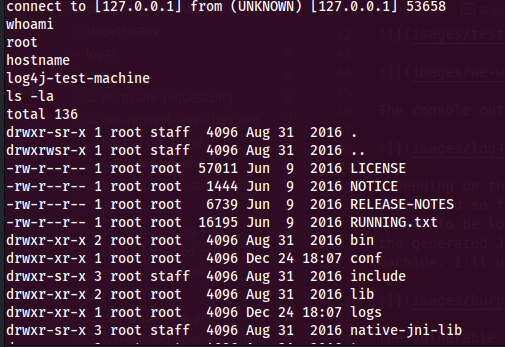 connect to [127.0.0.1] from (UNKNOWN) [127.0.0.1] 53658
whoami
root
hostname
log4j-test-machine
ls -la
total 136
drwxr-sr-x 1 root staff  4096 Aug 31  2016 .
drwxrwsr-x 1 root staff  4096 Aug 31  2016 ..
-rw-r--r-- 1 root root  57011 Jun  9  2016 LICENSE
-rw-r--r-- 1 root root   1444 Jun  9  2016 NOTICE
-rw-r--r-- 1 root root   6739 Jun  9  2016 RELEASE-NOTES
-rw-r--r-- 1 root root  16195 Jun  9  2016 RUNNING.txt
drwxr-xr-x 2 root root   4096 Aug 31  2016 bin
drwxr-xr-x 1 root root   4096 Dec 24 18:07 conf
drwxr-sr-x 3 root staff  4096 Aug 31  2016 include
drwxr-xr-x 2 root root   4096 Aug 31  2016 lib
drwxr-xr-x 1 root root   4096 Dec 24 18:07 logs
drwxr-sr-x 3 root staff  4096 Aug 31  2016 native-jni-lib
HackTheBox
log4j
The console out
machine. I'll u